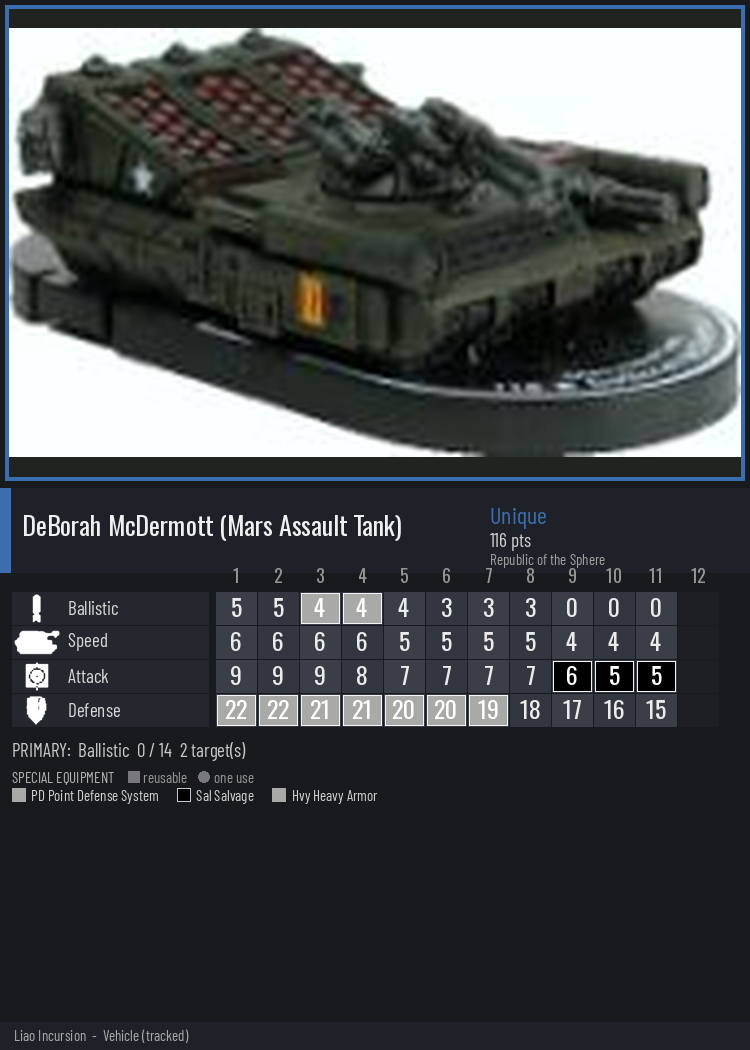 DeBorah McDermott (Mars Assault Tank)
Unique
116 pts
Republic of the Sphere
1 2 3 4 5 6 7 8 9 10 11 12
Ballistic 5 5 4 4 4 3 3 3 0 0 0
Speed 6 6 6 6 5 5 5 5 4 4 4
Attack 9 9 9 8 7 7 7 7 6 5 5
Defense 22 22 21 21 20 20 19 18 17 16 15
PRIMARY: Ballistic 0 / 14 2 target(s)
SPECIAL EQUIPMENT reusable one use
PD Point Defense System Sal Salvage Hvy Heavy Armor
Liao Incursion - Vehicle (tracked)